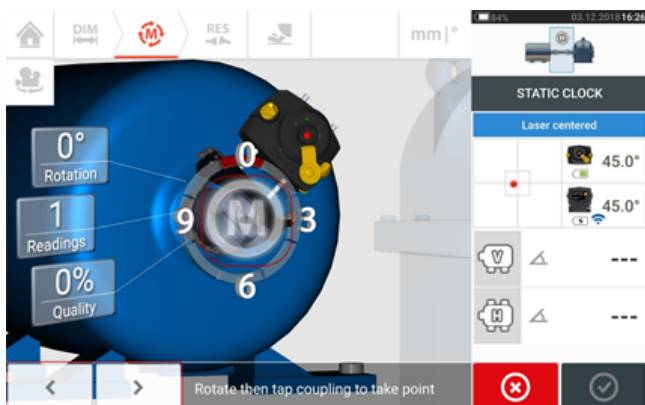 DIM
RES
mm | °
84%
03.12.2018 16:26
STATIC CLOCK
Laser centered
45.0°
45.0°
V
---
H
---
0°
Rotation
1
Readings
0%
Quality
0
3
6
9
M
Rotate then tap coupling to take point